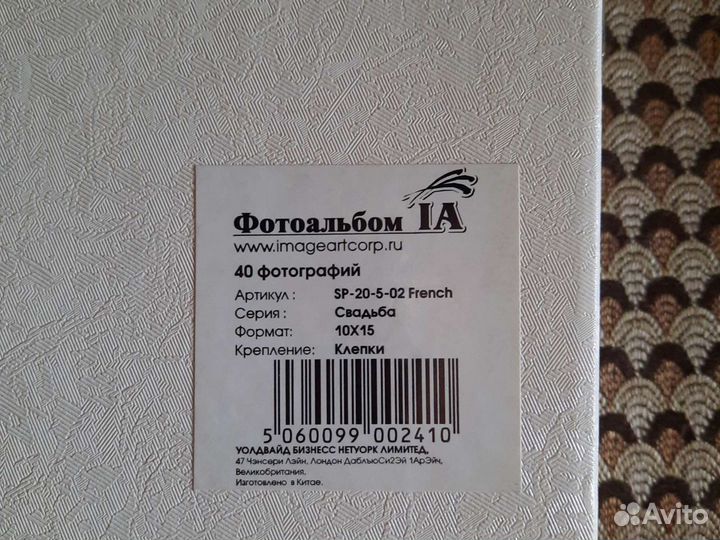 Фотоальбом IA
www.imageartcorp.ru
40 фотографий
Артикул : SP-20-5-02 French
Серия : Свадьба
Формат: 10X15
Крепление: Клепки
5 060099 002410
УОЛДВАЙД БИЗНЕСС НЕТУОРК ЛИМИТЕД,
47 Чэнсери Лэйн, Лондон ДаблъюСи2Эй 1АрЭйч,
Великобритания.
Изготовлено в Китае.
Avito